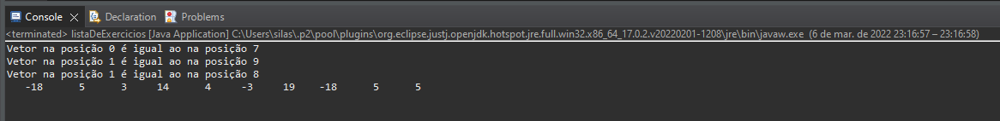 Console Declaration Problems
<terminated> listaDeExercicios [Java Application] C:\Users\silas\.p2\pool\plugins\org.eclipse.justj.openjdk.hotspot.jre.full.win32.x86_64_17.0.2.v20220201-1208\jre\bin\javaw.exe (6 de mar. de 2022 23:16:57 – 23:16:58)
Vetor na posição 0 é igual ao na posição 7
Vetor na posição 1 é igual ao na posição 9
Vetor na posição 1 é igual ao na posição 8
-18 5 3 14 4 -3 19 -18 5 5